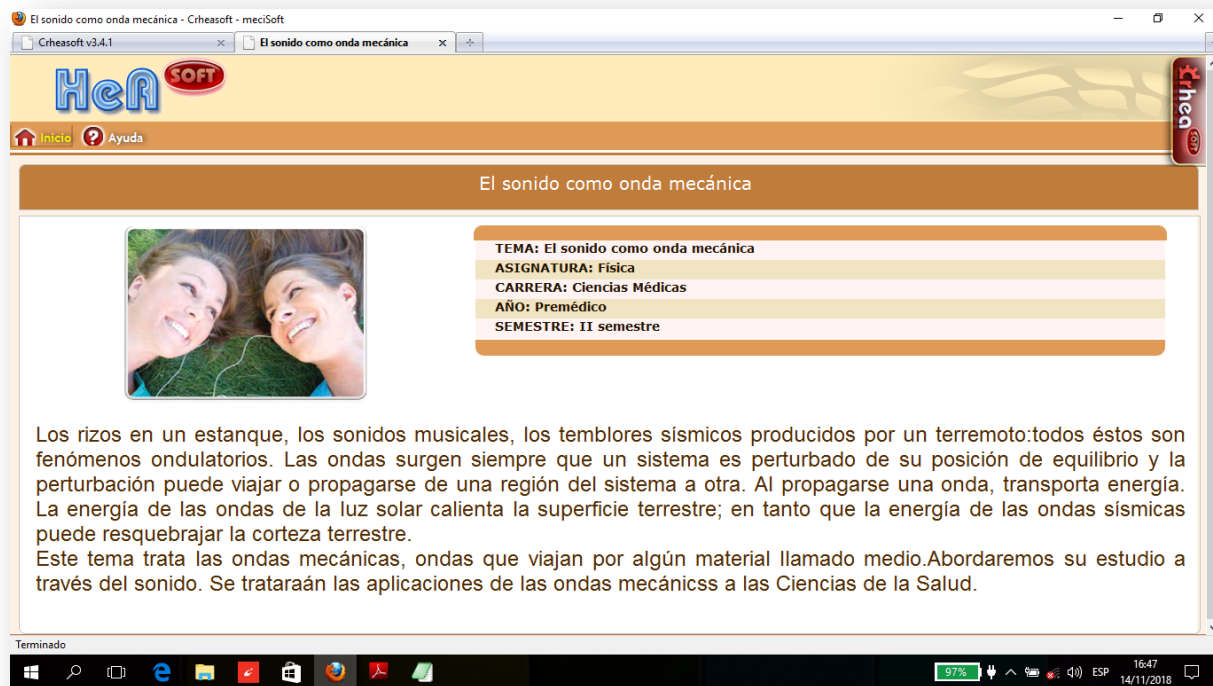 El sonido como onda mecánica - Crheasoft - meciSoft
Crheasoft v3.4.1
El sonido como onda mecánica
HeA SOFT
Crhea SOFT
Inicio Ayuda
El sonido como onda mecánica
TEMA: El sonido como onda mecánica
ASIGNATURA: Física
CARRERA: Ciencias Médicas
AÑO: Premédico
SEMESTRE: II semestre
Los rizos en un estanque, los sonidos musicales, los temblores sísmicos producidos por un terremoto:todos éstos son
fenómenos ondulatorios. Las ondas surgen siempre que un sistema es perturbado de su posición de equilibrio y la
perturbación puede viajar o propagarse de una región del sistema a otra. Al propagarse una onda, transporta energía.
La energía de las ondas de la luz solar calienta la superficie terrestre; en tanto que la energía de las ondas sísmicas
puede resquebrajar la corteza terrestre.
Este tema trata las ondas mecánicas, ondas que viajan por algún material llamado medio.Abordaremos su estudio a
través del sonido. Se trataraán las aplicaciones de las ondas mecánicss a las Ciencias de la Salud.
Terminado
97%
ESP
16:47
14/11/2018